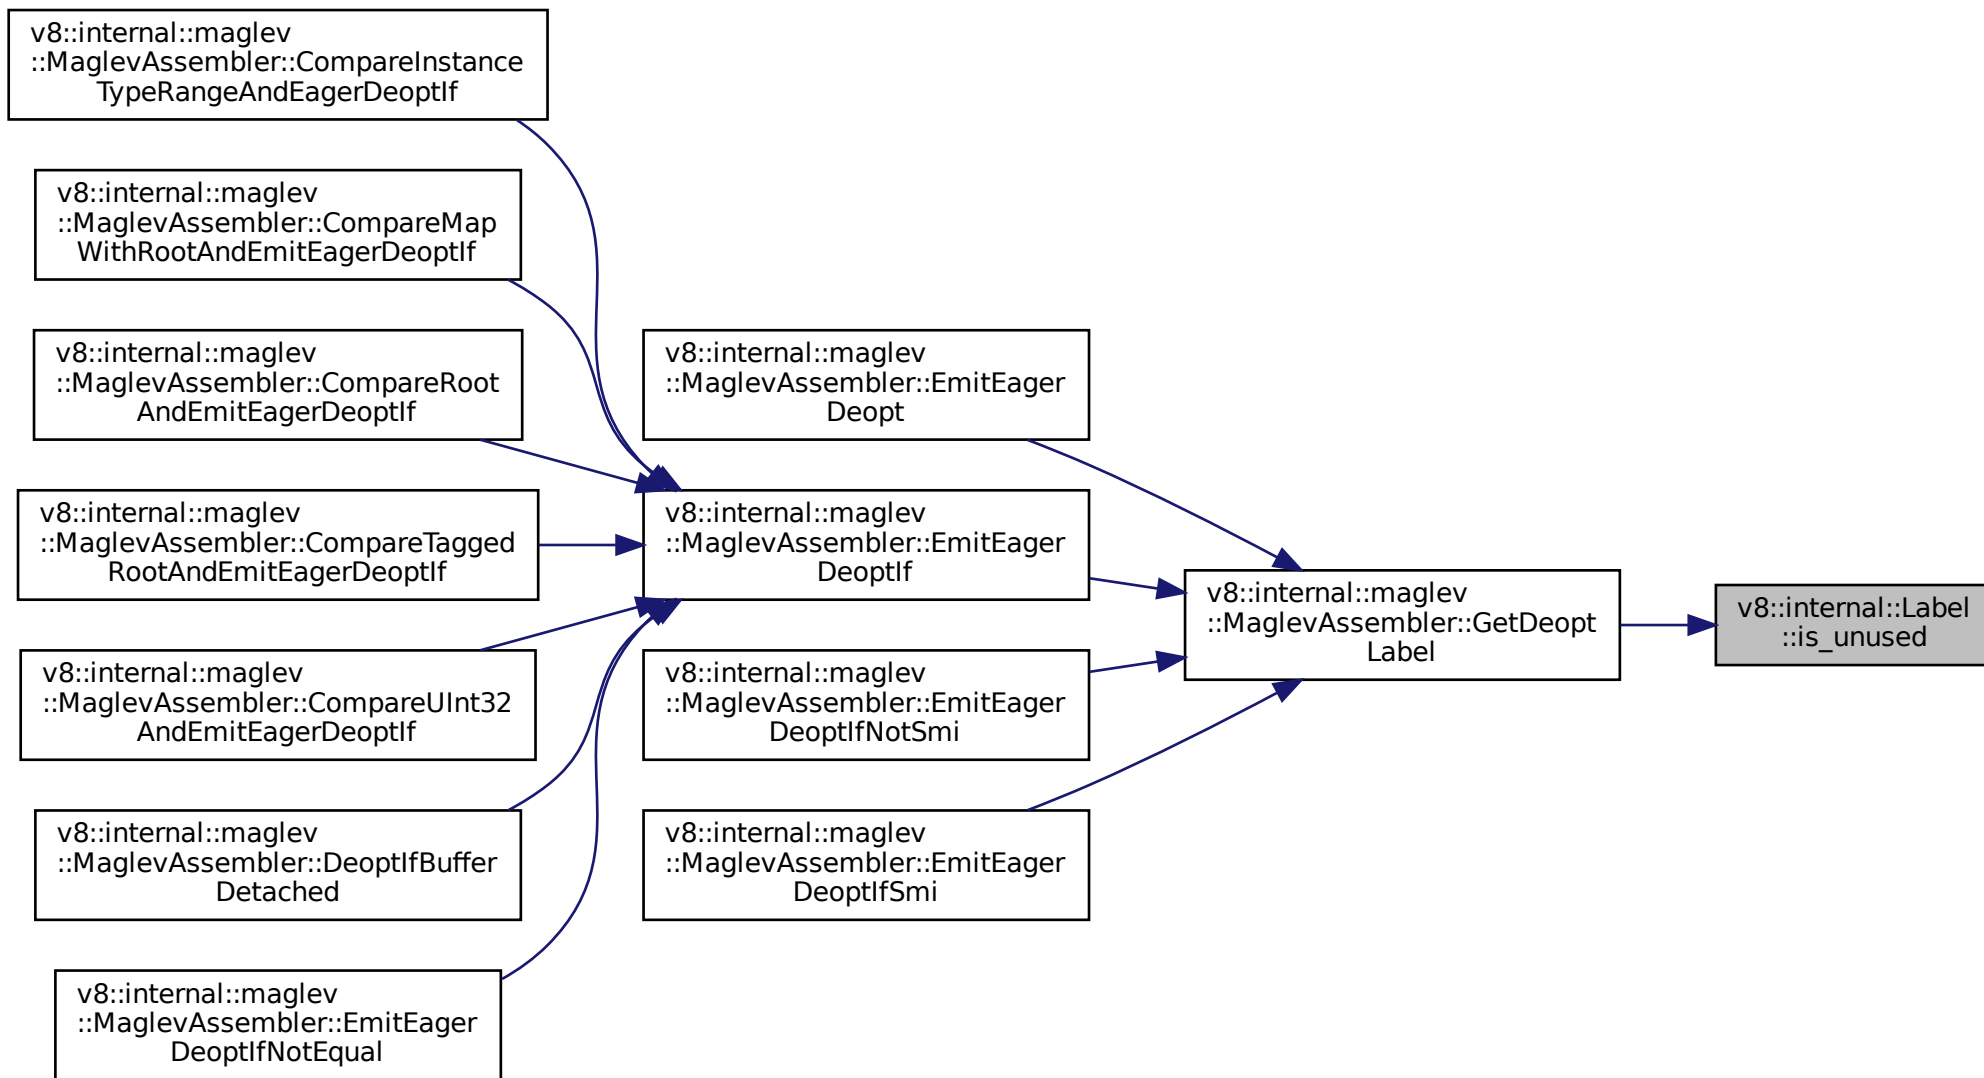 v8::internal::maglev
::MaglevAssembler::CompareInstance
TypeRangeAndEagerDeoptIf
v8::internal::maglev
::MaglevAssembler::CompareMap
WithRootAndEmitEagerDeoptIf
v8::internal::maglev
::MaglevAssembler::CompareRoot
AndEmitEagerDeoptIf
v8::internal::maglev
::MaglevAssembler::CompareTagged
RootAndEmitEagerDeoptIf
v8::internal::maglev
::MaglevAssembler::CompareUInt32
AndEmitEagerDeoptIf
v8::internal::maglev
::MaglevAssembler::DeoptIfBuffer
Detached
v8::internal::maglev
::MaglevAssembler::EmitEager
DeoptIfNotEqual
v8::internal::maglev
::MaglevAssembler::EmitEager
Deopt
v8::internal::maglev
::MaglevAssembler::EmitEager
DeoptIf
v8::internal::maglev
::MaglevAssembler::EmitEager
DeoptIfNotSmi
v8::internal::maglev
::MaglevAssembler::EmitEager
DeoptIfSmi
v8::internal::maglev
::MaglevAssembler::GetDeopt
Label
v8::internal::Label
::is_unused